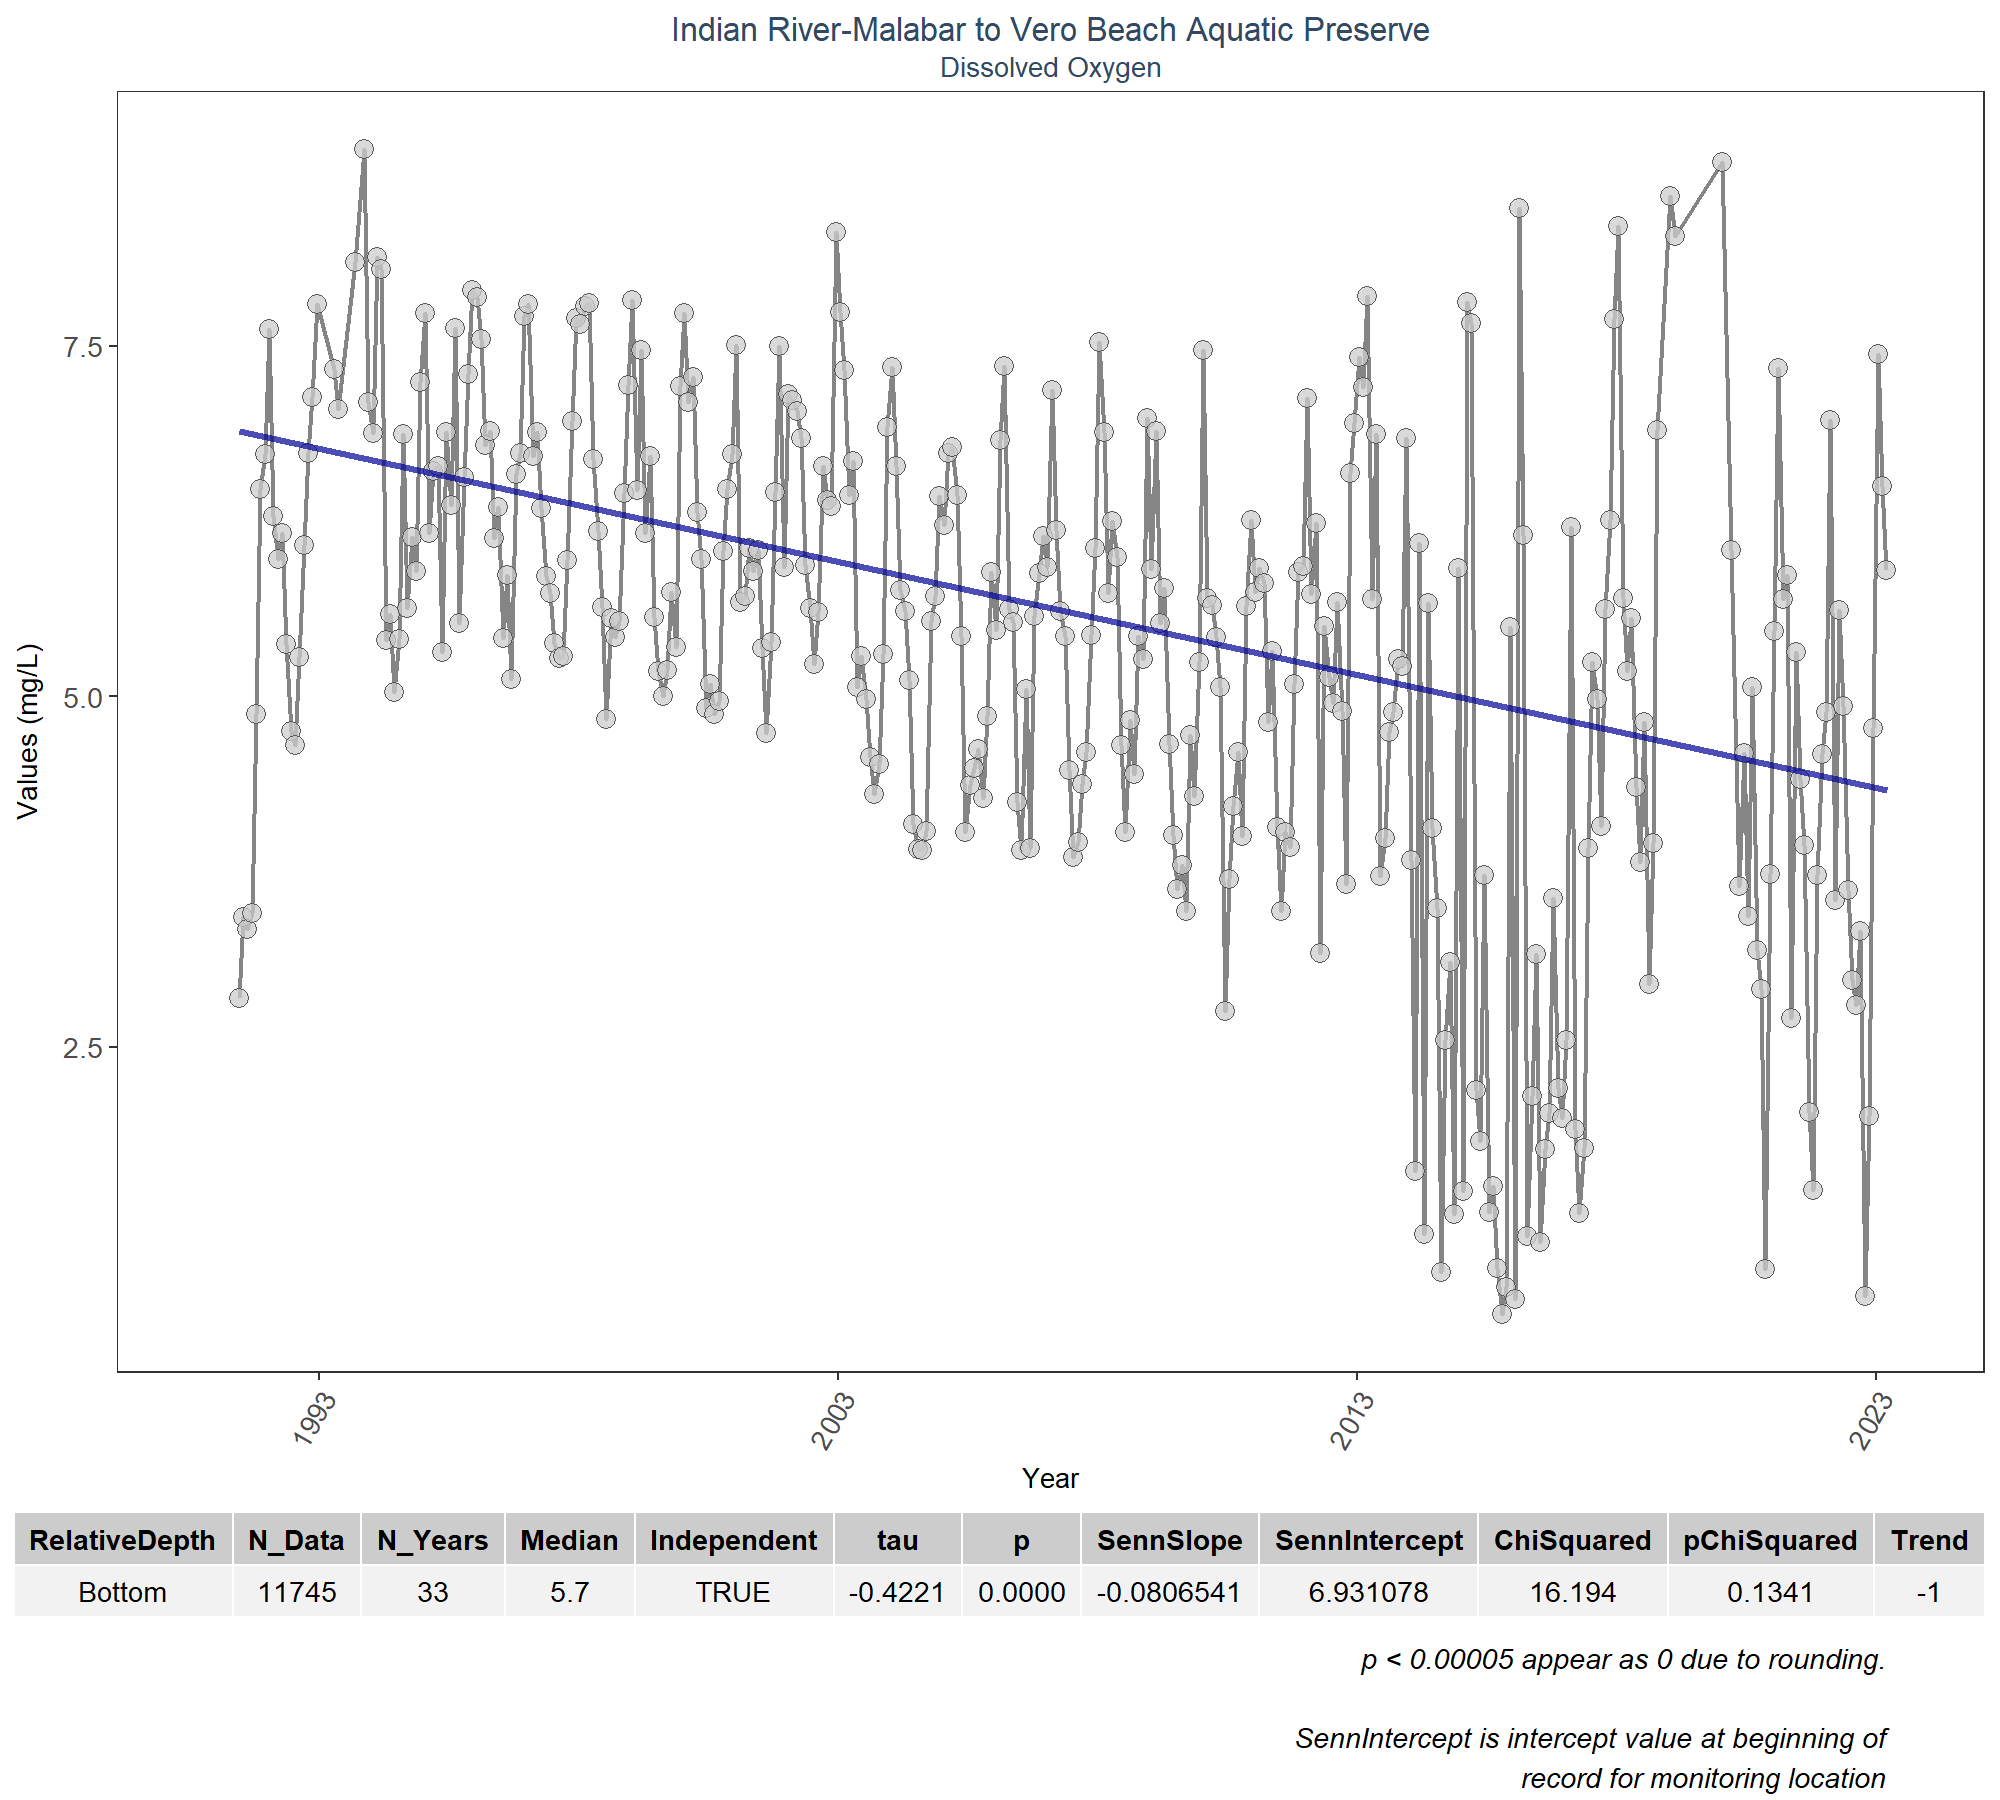 Indian River-Malabar to Vero Beach Aquatic Preserve
Dissolved Oxygen
Values (mg/L)
7.5
5.0
2.5
1993
2003
2013
2023
Year
RelativeDepth N_Data N_Years Median Independent tau p SennSlope SennIntercept ChiSquared pChiSquared Trend
Bottom 11745 33 5.7 TRUE -0.4221 0.0000 -0.0806541 6.931078 16.194 0.1341 -1
p < 0.00005 appear as 0 due to rounding.
SennIntercept is intercept value at beginning of
record for monitoring location